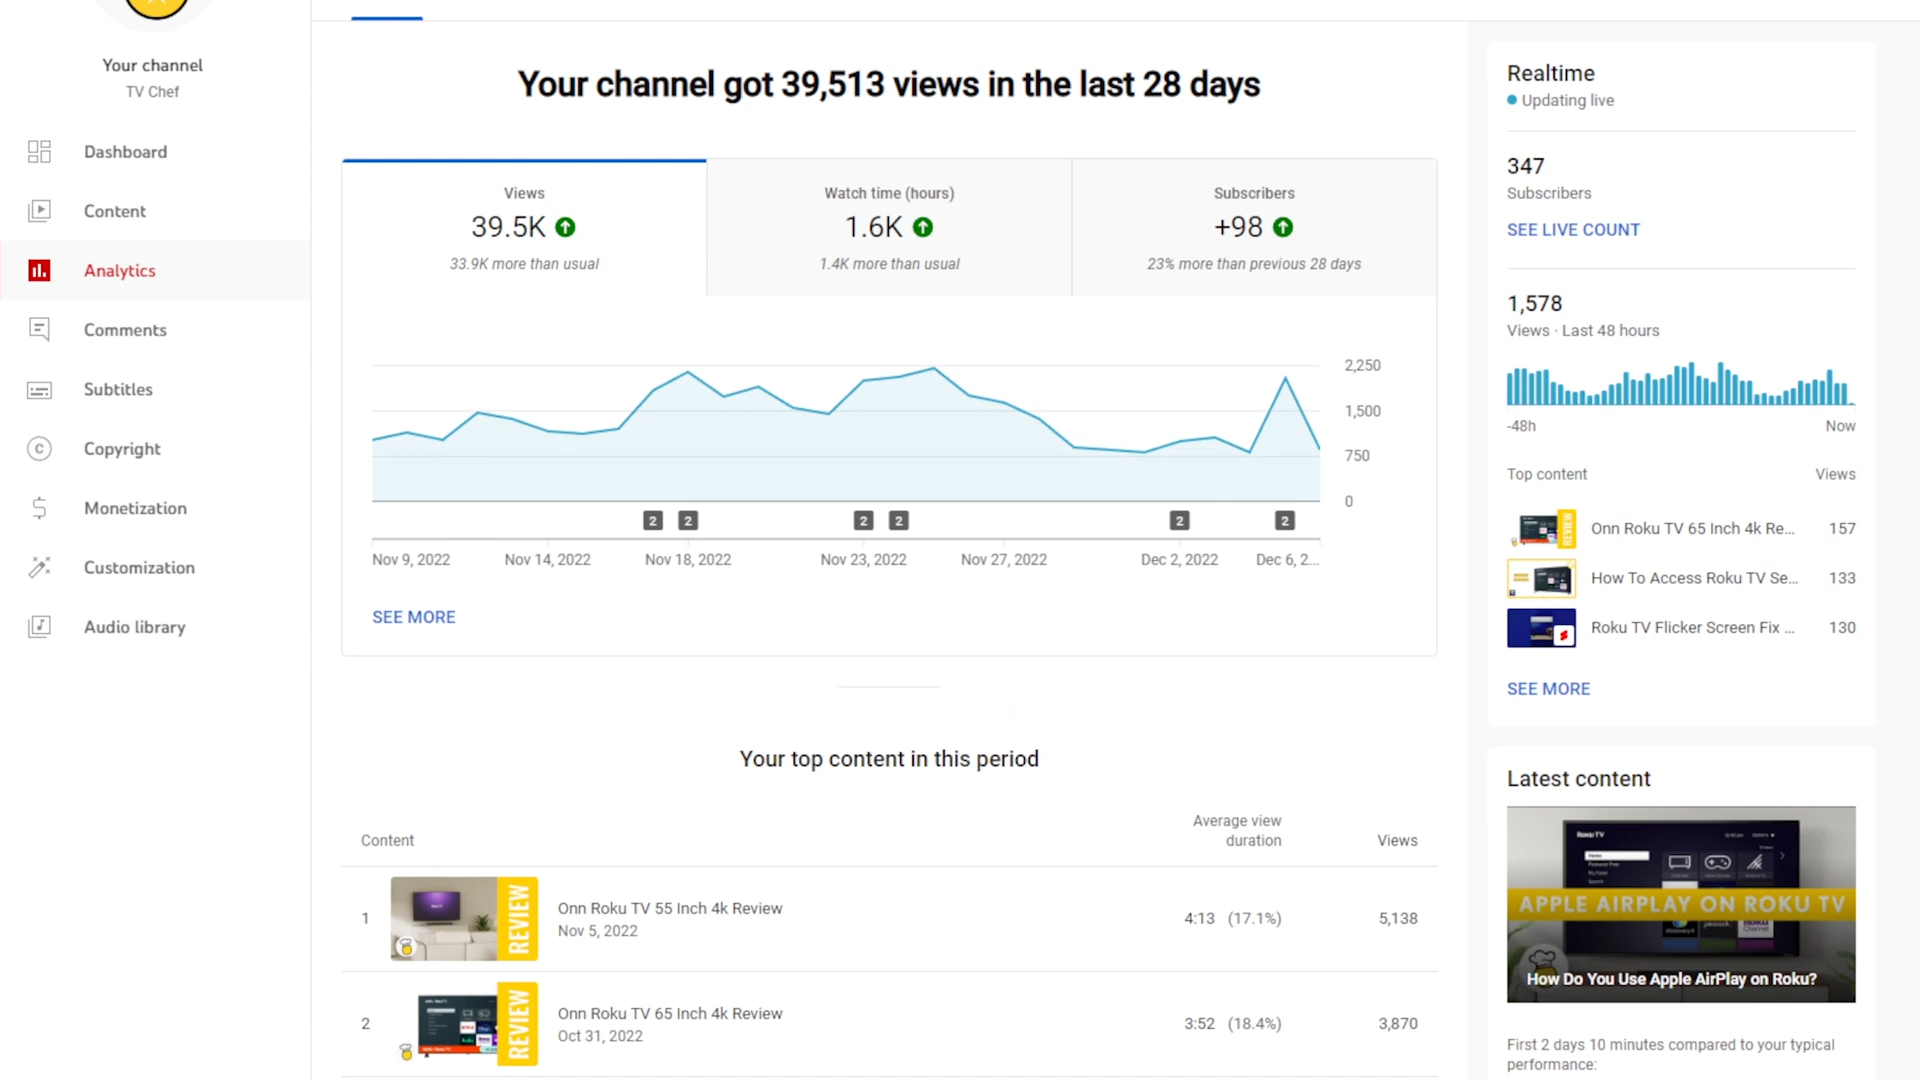 Your channel
TV Chef
Dashboard
Content
Analytics
Comments
Subtitles
Copyright
Monetization
Customization
Audio library
Your channel got 39,513 views in the last 28 days
Views
39.5K
33.9K more than usual
Watch time (hours)
1.6K
1.4K more than usual
Subscribers
+98
23% more than previous 28 days
2,250
1,500
750
0
2 2 2 2 2 2
Nov 9, 2022 Nov 14, 2022 Nov 18, 2022 Nov 23, 2022 Nov 27, 2022 Dec 2, 2022 Dec 6, 2...
SEE MORE
Your top content in this period
Content Average view duration Views
1
REVIEW
Onn Roku TV 55 Inch 4k Review
Nov 5, 2022
4:13 (17.1%) 5,138
2
REVIEW
Onn Roku TV 65 Inch 4k Review
Oct 31, 2022
3:52 (18.4%) 3,870
Realtime
Updating live
347
Subscribers
SEE LIVE COUNT
1,578
Views · Last 48 hours
-48h Now
Top content Views
REVIEW
Onn Roku TV 65 Inch 4k Re... 157
How To Access Roku TV Se... 133
Roku TV Flicker Screen Fix ... 130
SEE MORE
Latest content
Roku TV
APPLE AIRPLAY ON ROKU TV
How Do You Use Apple AirPlay on Roku?
First 2 days 10 minutes compared to your typical
performance: